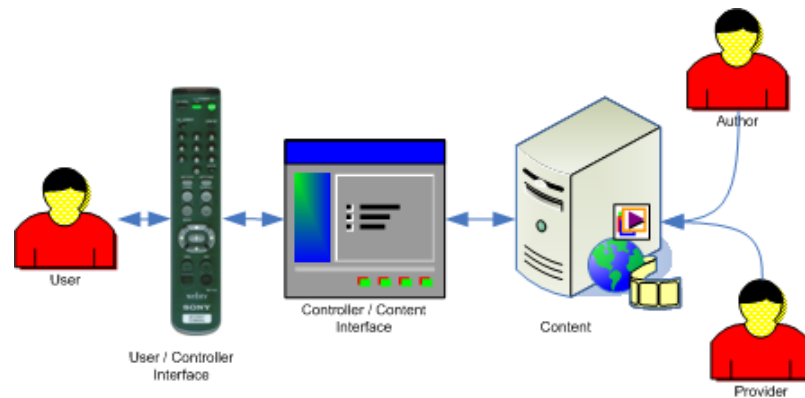 Author
User
SONY
Controller / Content
Interface
Content
User / Controller
Interface
Provider